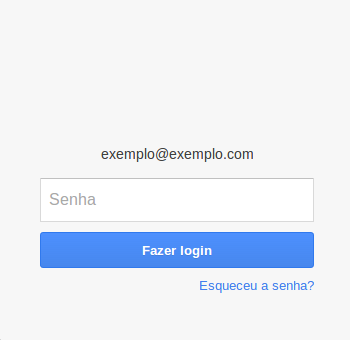 exemplo@exemplo.com
Senha
Fazer login
Esqueceu a senha?